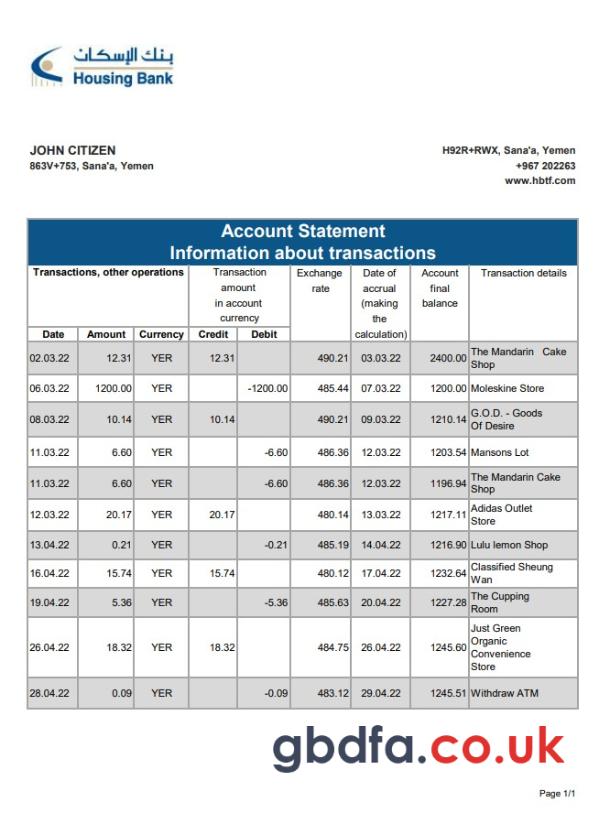 بنك الإسكان
Housing Bank
JOHN CITIZEN
863V+753, Sana'a, Yemen
H92R+RWX, Sana'a, Yemen
+967 202263
www.hbtf.com
Account Statement
Information about transactions
Transactions, other operations
Transaction
amount
in account
currency
Exchange
rate
Date of
accrual
(making
the
calculation)
Account
final
balance
Transaction details
Date Amount Currency Credit Debit
02.03.22 12.31 YER 12.31 490.21 03.03.22 2400.00 The Mandarin Cake
Shop
06.03.22 1200.00 YER -1200.00 485.44 07.03.22 1200.00 Moleskine Store
08.03.22 10.14 YER 10.14 490.21 09.03.22 1210.14 G.O.D. - Goods
Of Desire
11.03.22 6.60 YER -6.60 486.36 12.03.22 1203.54 Mansons Lot
11.03.22 6.60 YER -6.60 486.36 12.03.22 1196.94 The Mandarin Cake
Shop
12.03.22 20.17 YER 20.17 480.14 13.03.22 1217.11 Adidas Outlet
Store
13.04.22 0.21 YER -0.21 485.19 14.04.22 1216.90 Lulu lemon Shop
16.04.22 15.74 YER 15.74 480.12 17.04.22 1232.64 Classified Sheung
Wan
19.04.22 5.36 YER -5.36 485.63 20.04.22 1227.28 The Cupping
Room
26.04.22 18.32 YER 18.32 484.75 26.04.22 1245.60 Just Green
Organic
Convenience
Store
28.04.22 0.09 YER -0.09 483.12 29.04.22 1245.51 Withdraw ATM
gbdfa.co.uk
Page 1/1